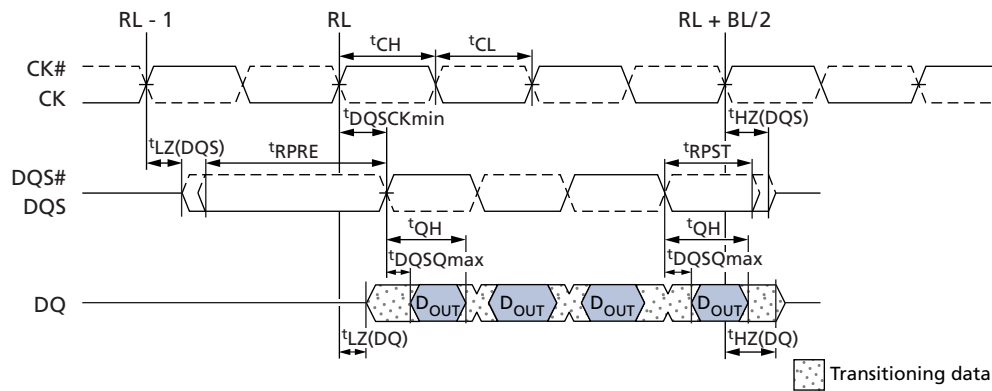 RL - 1 RL RL + BL/2
tCH tCL
CK#
CK
tDQSCKmin tHZ(DQS)
tLZ(DQS) tRPRE tRPST
DQS#
DQS
tQH tQH
tDQSQmax tDQSQmax
DQ DOUT DOUT DOUT DOUT
tLZ(DQ) tHZ(DQ)
Transitioning data